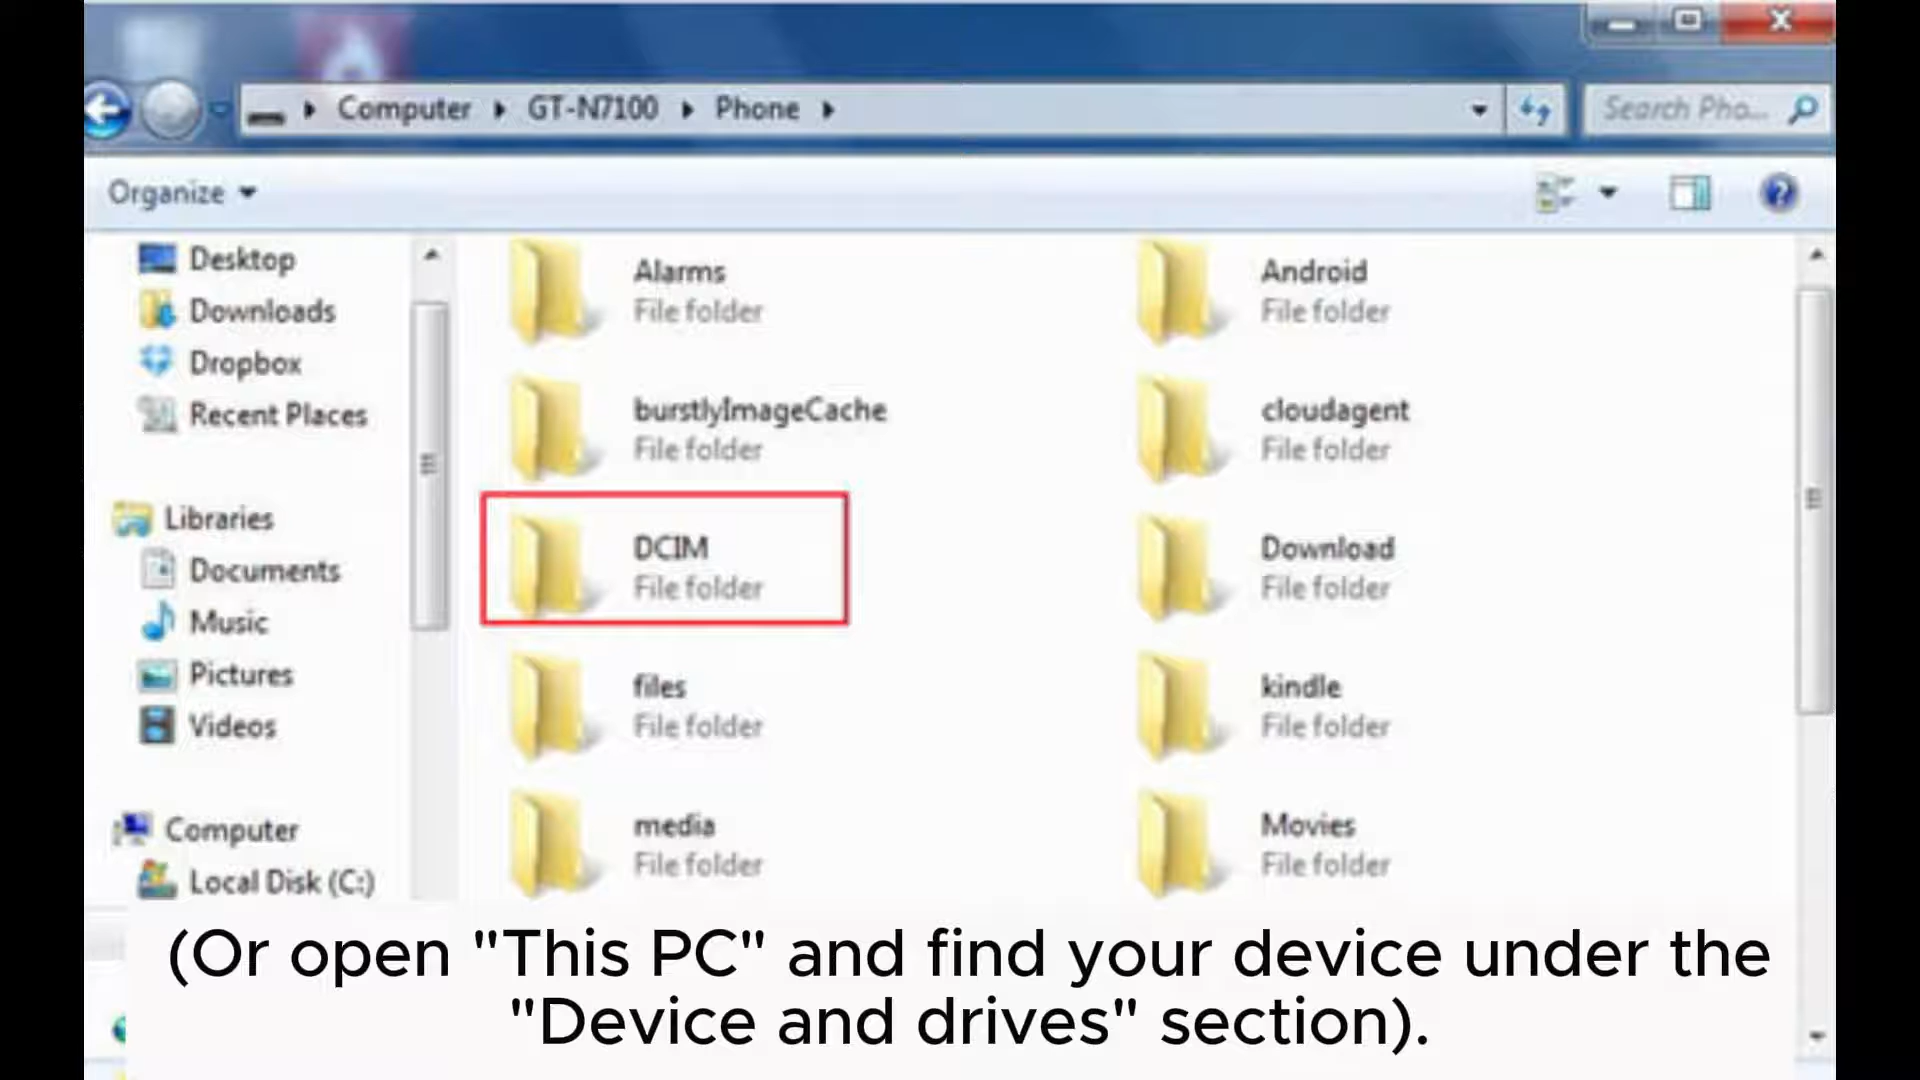 Computer GT-N7100 Phone
Search Pho...
Organize
Desktop
Downloads
Dropbox
Recent Places
Libraries
Documents
Music
Pictures
Videos
Computer
Local Disk (C:)
Alarms
File folder
Android
File folder
burstlyImageCache
File folder
cloudagent
File folder
DCIM
File folder
Download
File folder
files
File folder
kindle
File folder
media
File folder
Movies
File folder
(Or open "This PC" and find your device under the
"Device and drives" section).